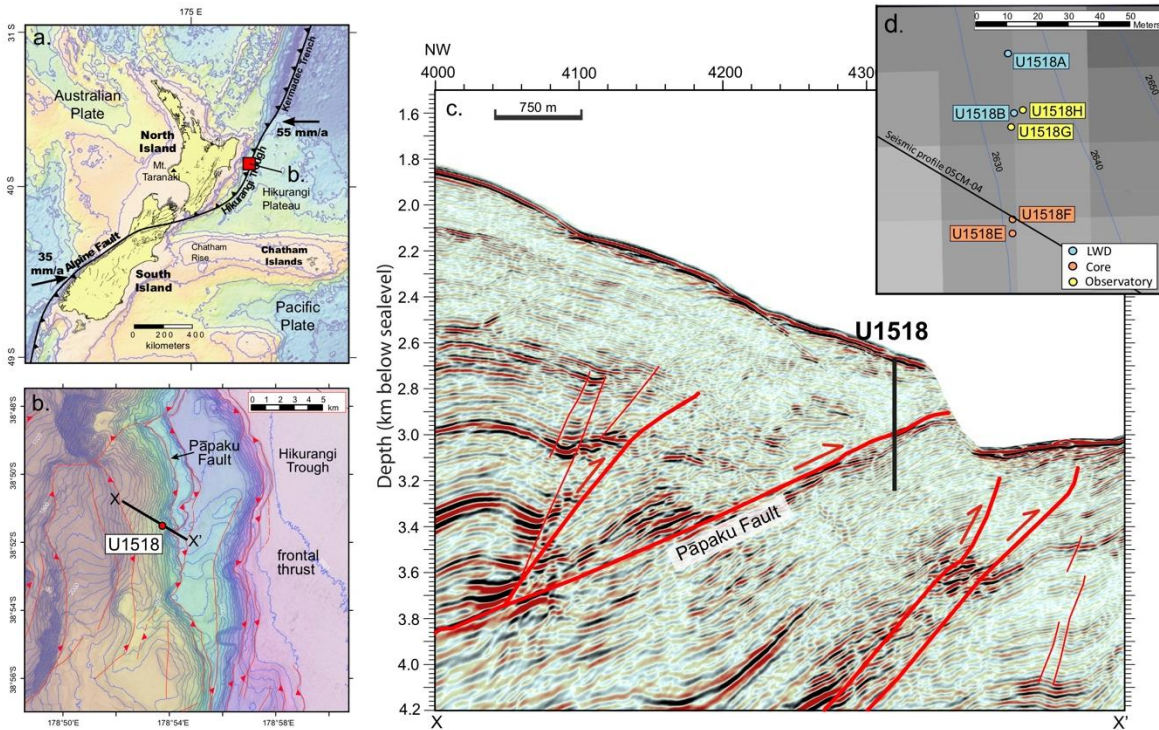 175 E
31 S
40 S
49 S
a.
Australian
Plate
North
Island
Mt.
Taranaki
Kermadec Trench
55 mm/a
b.
Hikurangi Trough
Hikurangi
Plateau
Alpine Fault
35
mm/a
Chatham
Rise
Chatham
Islands
South
Island
Pacific
Plate
0 200 400
kilometers
b.
0 1 2 3 4 5
km
38°48'S
38°50'S
38°52'S
38°54'S
38°56'S
Pāpaku
Fault
Hikurangi
Trough
X
X'
U1518
frontal
thrust
178°50'E
178°54'E
178°58'E
NW
4000
4100
4200
c.
750 m
Depth (km below sealevel)
1.5
1.8
2.0
2.2
2.4
2.6
2.8
3.0
3.2
3.4
3.6
3.8
4.0
4.2
U1518
Pāpaku Fault
X
X'
d.
0 10 20 30 40 50
Meters
U1518A
U1518B
U1518H
U1518G
2630
2640
2650
Seismic profile 05CM-04
U1518F
U1518E
LWD
Core
Observatory